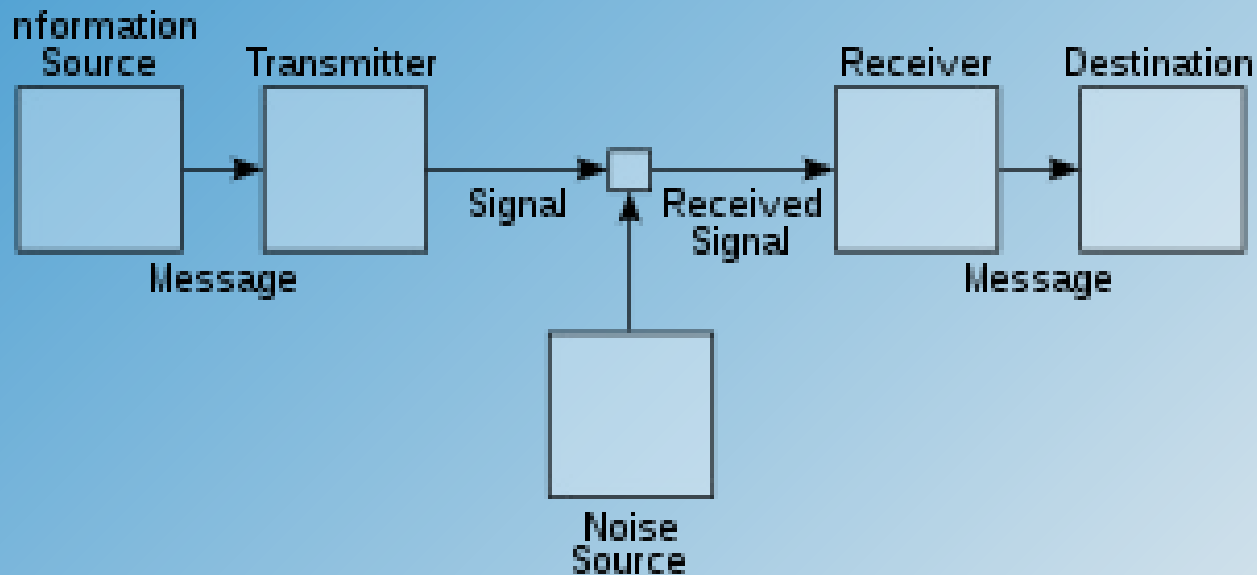 nformation
Source
Transmitter
Receiver
Destination
Signal
Received
Signal
Message
Message
Noise
Source